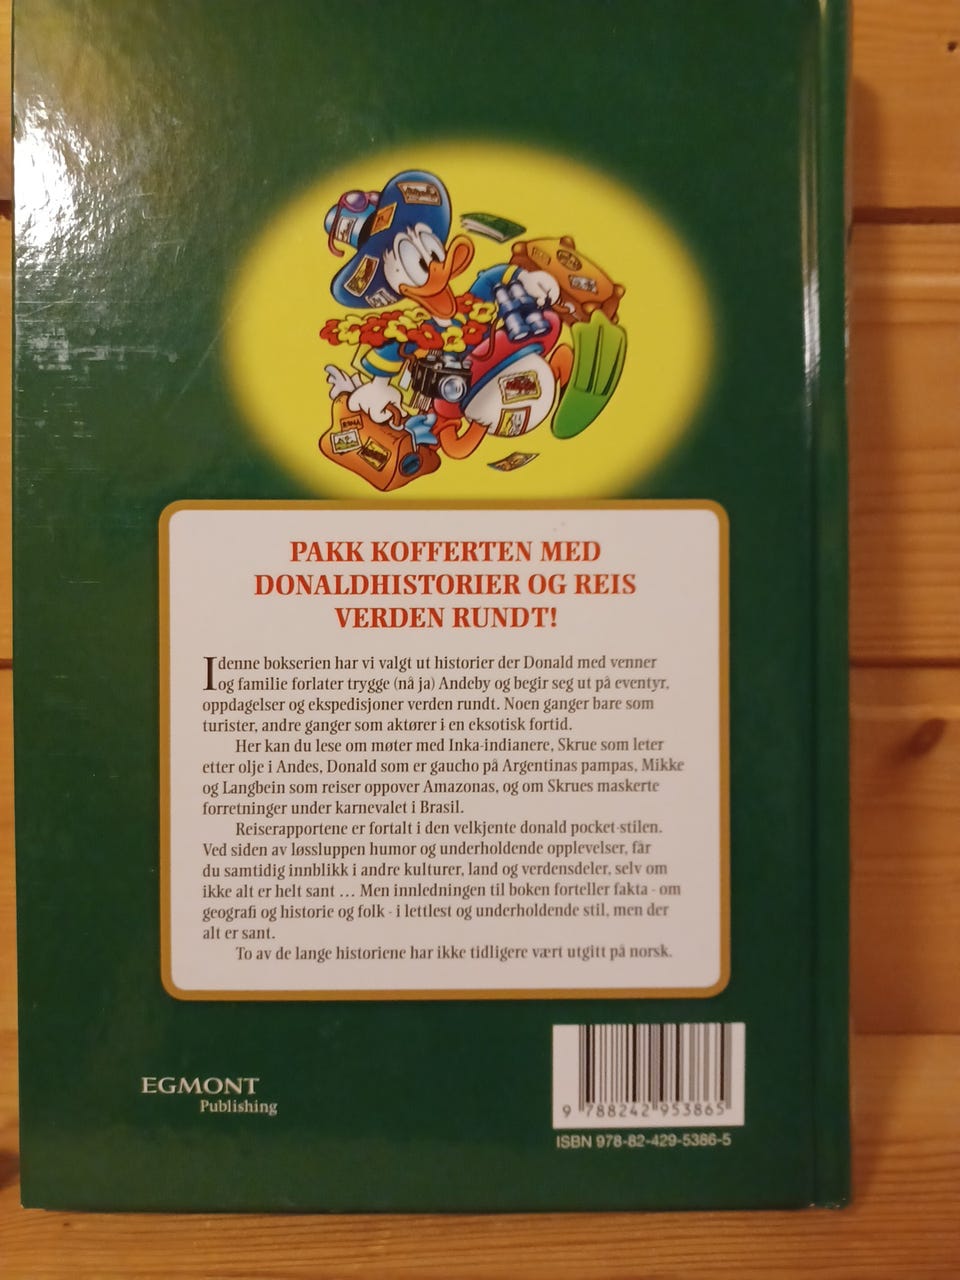 PAKK KOFFERTEN MED
DONALDHISTORIER OG REIS
VERDEN RUNDT!
I denne bokserien har vi valgt ut historier der Donald med venner
og familie forlater trygge (nå ja) Andeby og begir seg ut på eventyr,
oppdagelser og ekspedisjoner verden rundt. Noen ganger bare som
turister, andre ganger som aktører i en eksotisk fortid.
Her kan du lese om møter med Inka-indianere, Skrue som leter
etter olje i Andes, Donald som er gaucho på Argentinas pampas, Mikke
og Langbein som reiser oppover Amazonas, og om Skrues maskerte
forretninger under karnevalet i Brasil.
Reiserapportene er fortalt i den velkjente donald pocket-stilen.
Ved siden av løssluppen humor og underholdende opplevelser, får
du samtidig innblikk i andre kulturer, land og verdensdeler, selv om
ikke alt er helt sant ... Men innledningen til boken forteller fakta - om
geografi og historie og folk - i lettlest og underholdende stil, men der
alt er sant.
To av de lange historiene har ikke tidligere vært utgitt på norsk.
EGMONT
Publishing
9 788242 953865
ISBN 978-82-429-5386-5